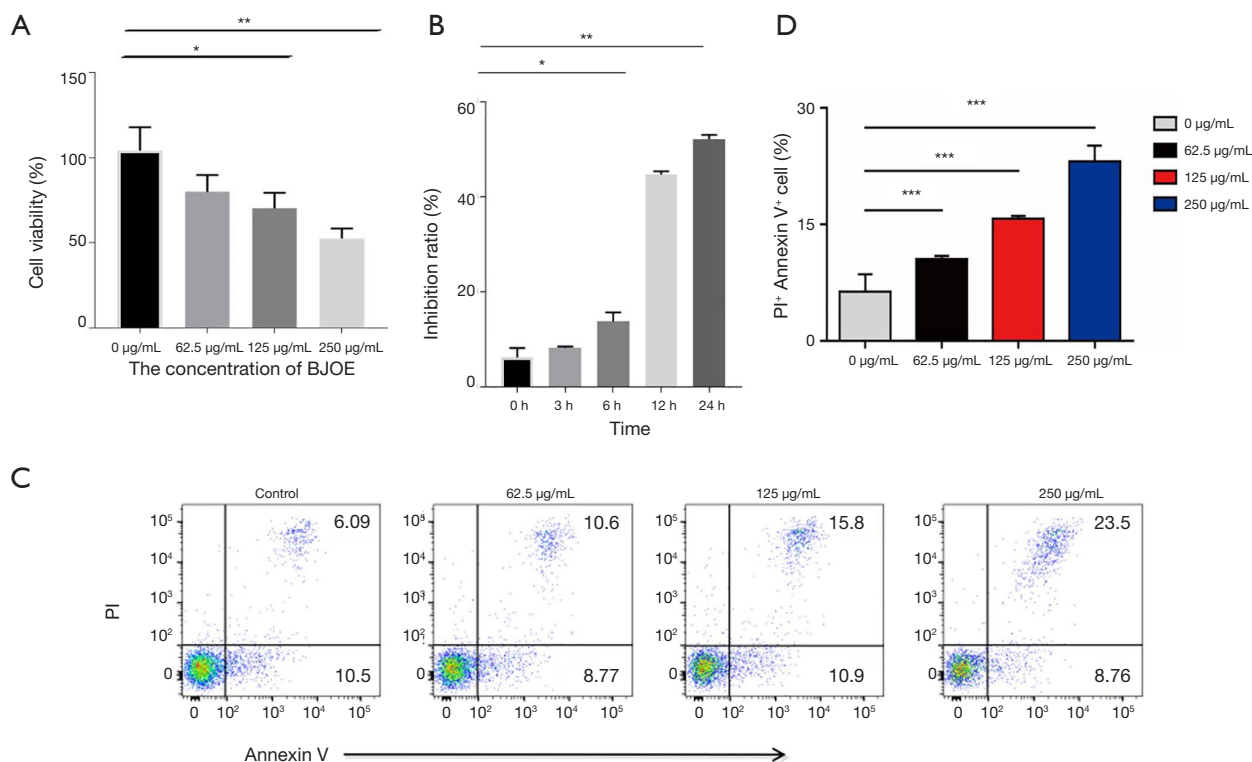 A
**
*
150
100
50
0
Cell viability (%)
0 µg/mL 62.5 µg/mL 125 µg/mL 250 µg/mL
The concentration of BJOE
B
**
*
60
40
20
0
Inhibition ratio (%)
0 h 3 h 6 h 12 h 24 h
Time
D
***
***
***
30
15
0
PI+ Annexin V+ cell (%)
0 µg/mL 62.5 µg/mL 125 µg/mL 250 µg/mL
0 µg/mL
62.5 µg/mL
125 µg/mL
250 µg/mL
C
Control
6.09
10.5
10⁵
10⁴
10³
10²
0
0 10² 10³ 10⁴ 10⁵
62.5 µg/mL
10.6
8.77
10⁵
10⁴
10³
10²
0
0 10² 10³ 10⁴ 10⁵
125 µg/mL
15.8
10.9
10⁵
10⁴
10³
10²
0
0 10² 10³ 10⁴ 10⁵
250 µg/mL
23.5
8.76
10⁵
10⁴
10³
10²
0
0 10² 10³ 10⁴ 10⁵
PI
Annexin V